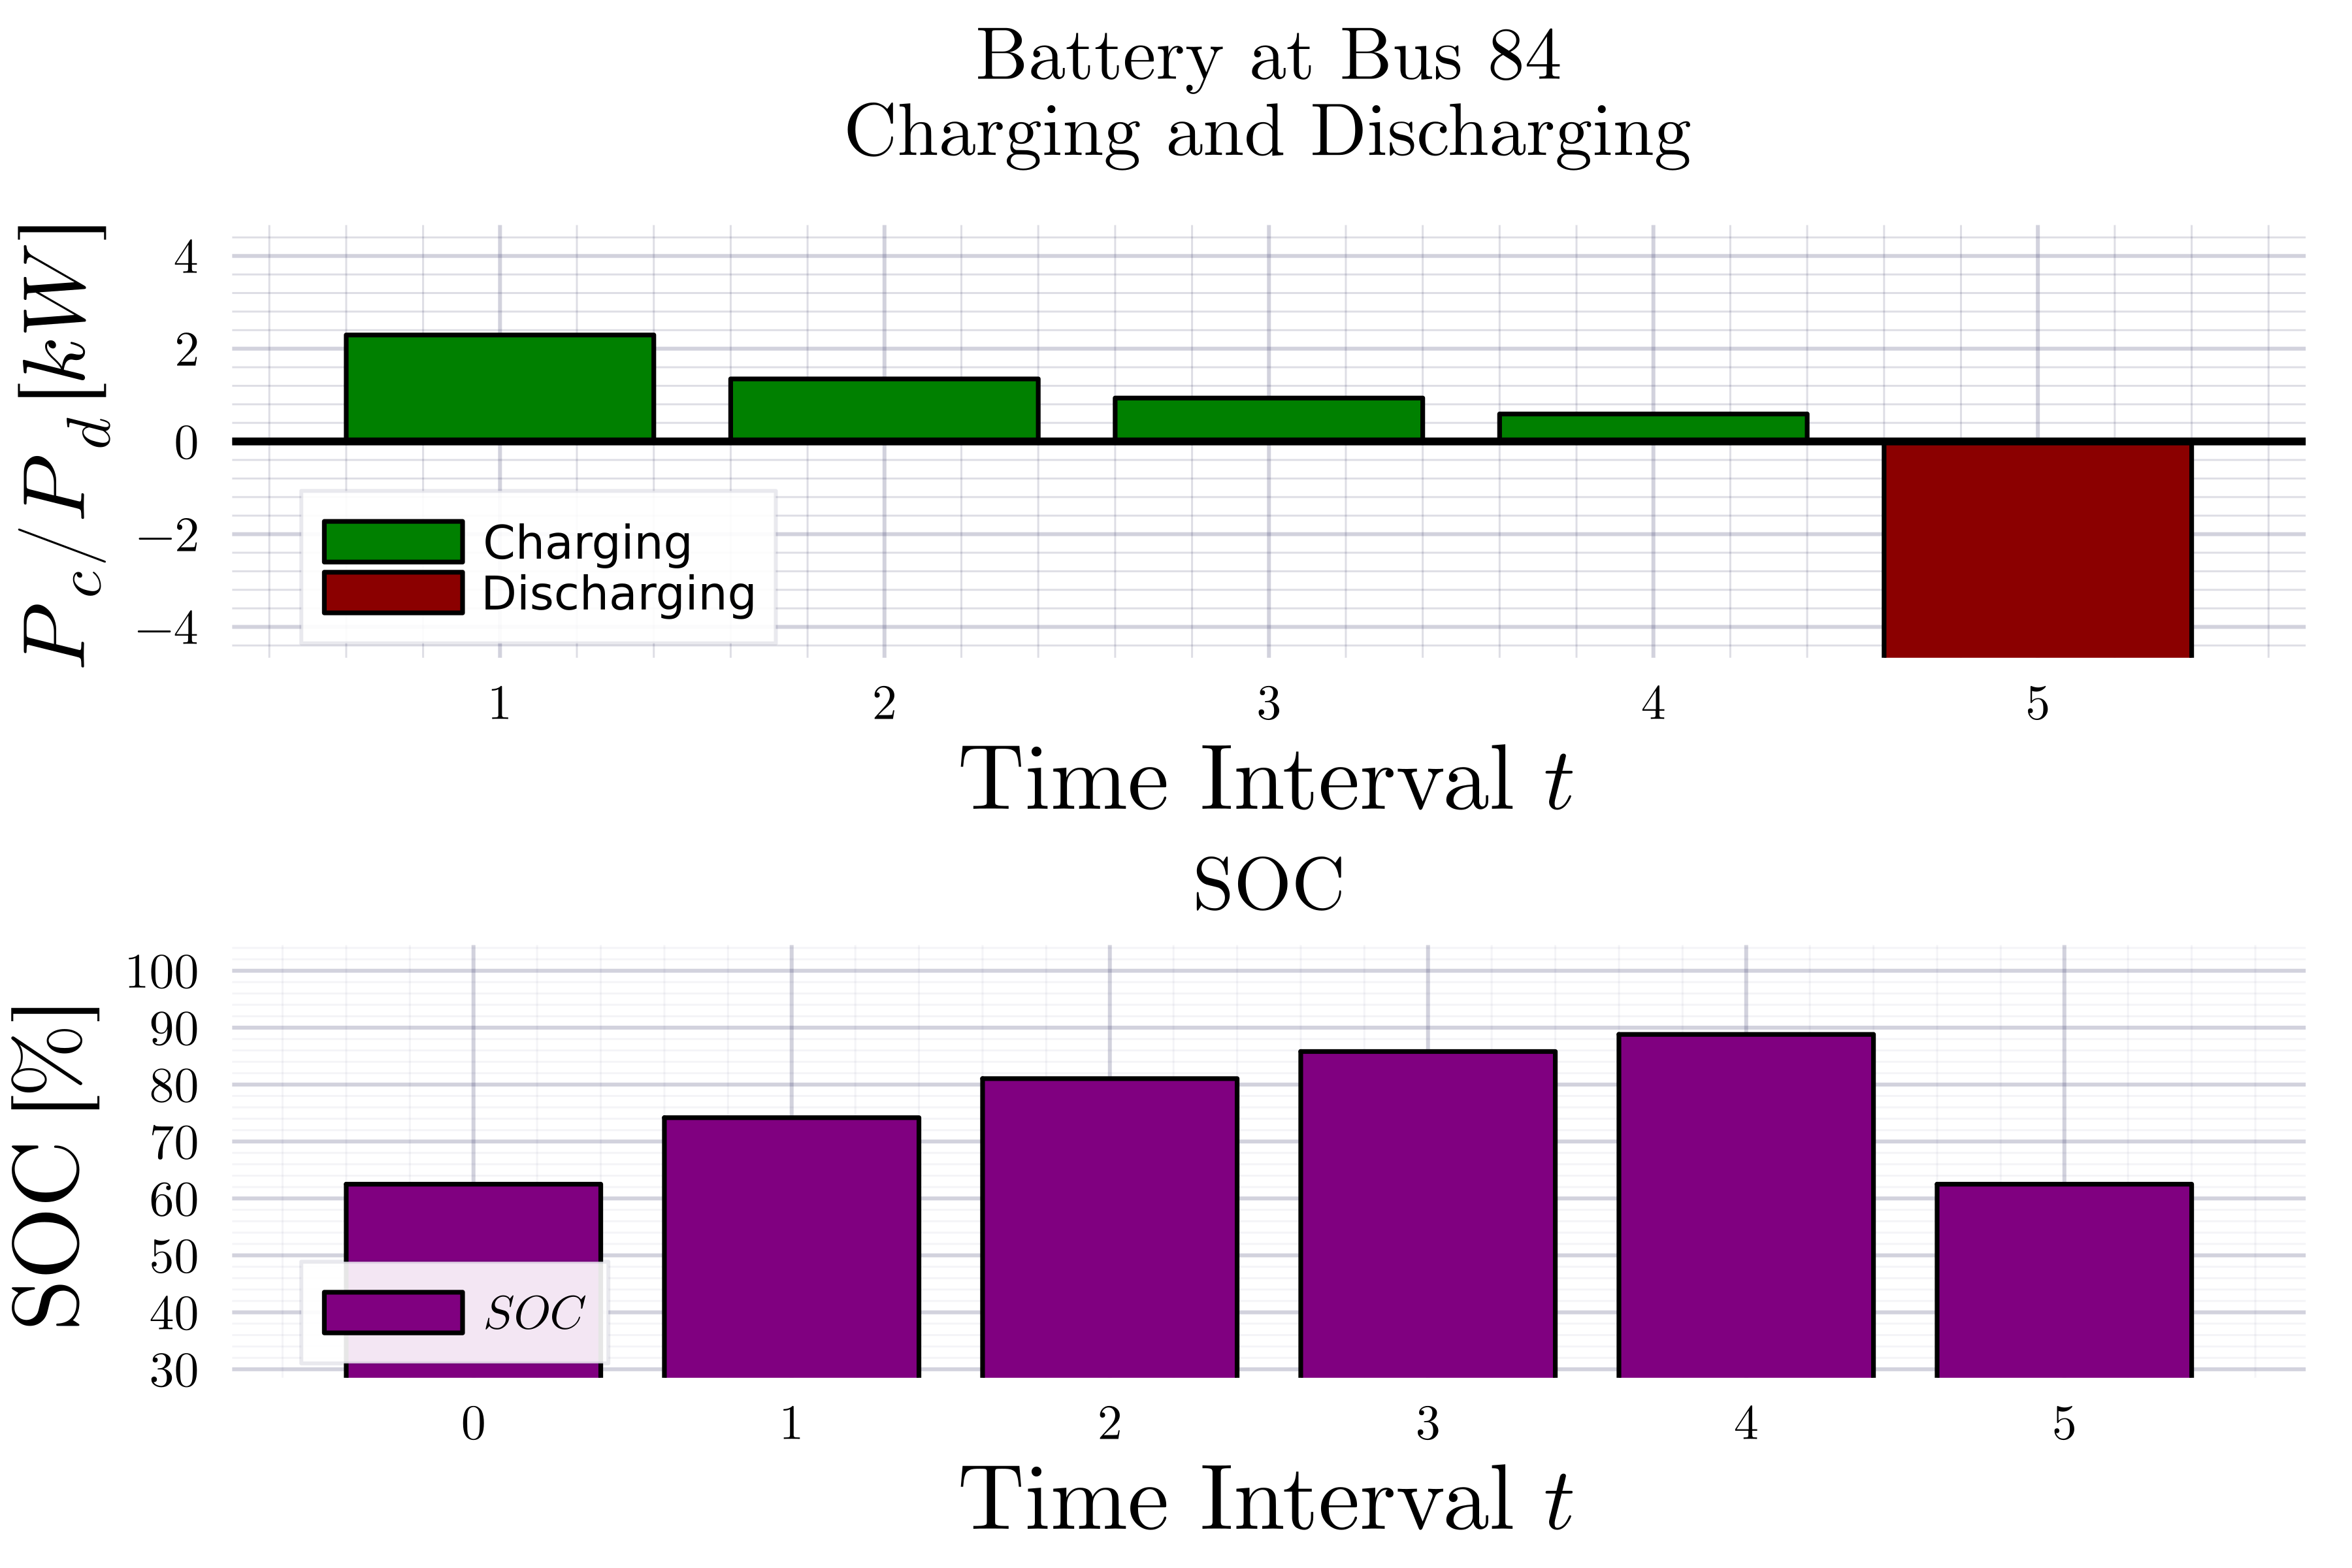 Battery at Bus 84
Charging and Discharging
P_c/P_d [kW]
4
2
0
−2
−4
Charging
Discharging
1 2 3 4 5
Time Interval t
SOC
SOC [%]
100
90
80
70
60
50
40
30
SOC
0 1 2 3 4 5
Time Interval t